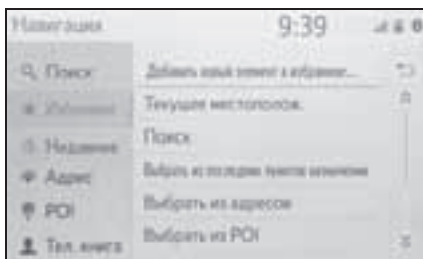 Навигация 9:39
Поиск
Добавить новый элемент в избранное...
Избранное
Текущее местополож.
Поиск
Недавние
Выбрать из последних пунктов назначения
Адрес
Выбрать из адресов
POI
Выбрать из POI
Тел. книга